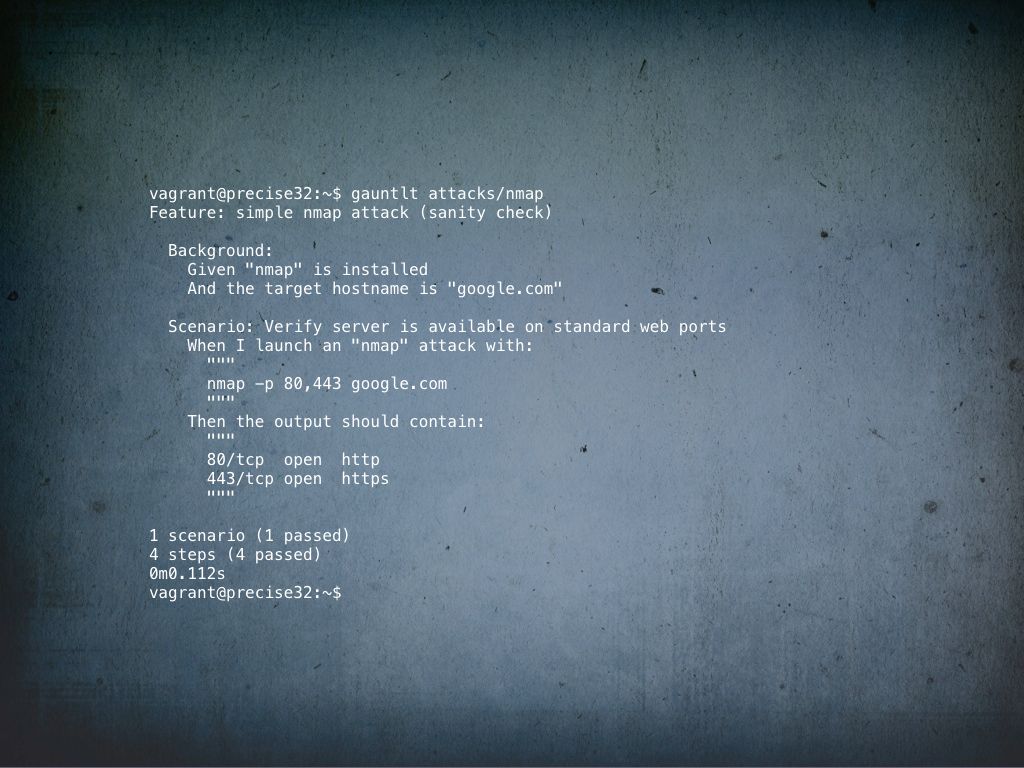 vagrant@precise32:~$ gauntlt attacks/nmap
Feature: simple nmap attack (sanity check)
Background:
Given "nmap" is installed
And the target hostname is "google.com"
Scenario: Verify server is available on standard web ports
When I launch an "nmap" attack with:
"""
nmap -p 80,443 google.com
"""
Then the output should contain:
"""
80/tcp  open  http
443/tcp open  https
"""
1 scenario (1 passed)
4 steps (4 passed)
0m0.112s
vagrant@precise32:~$